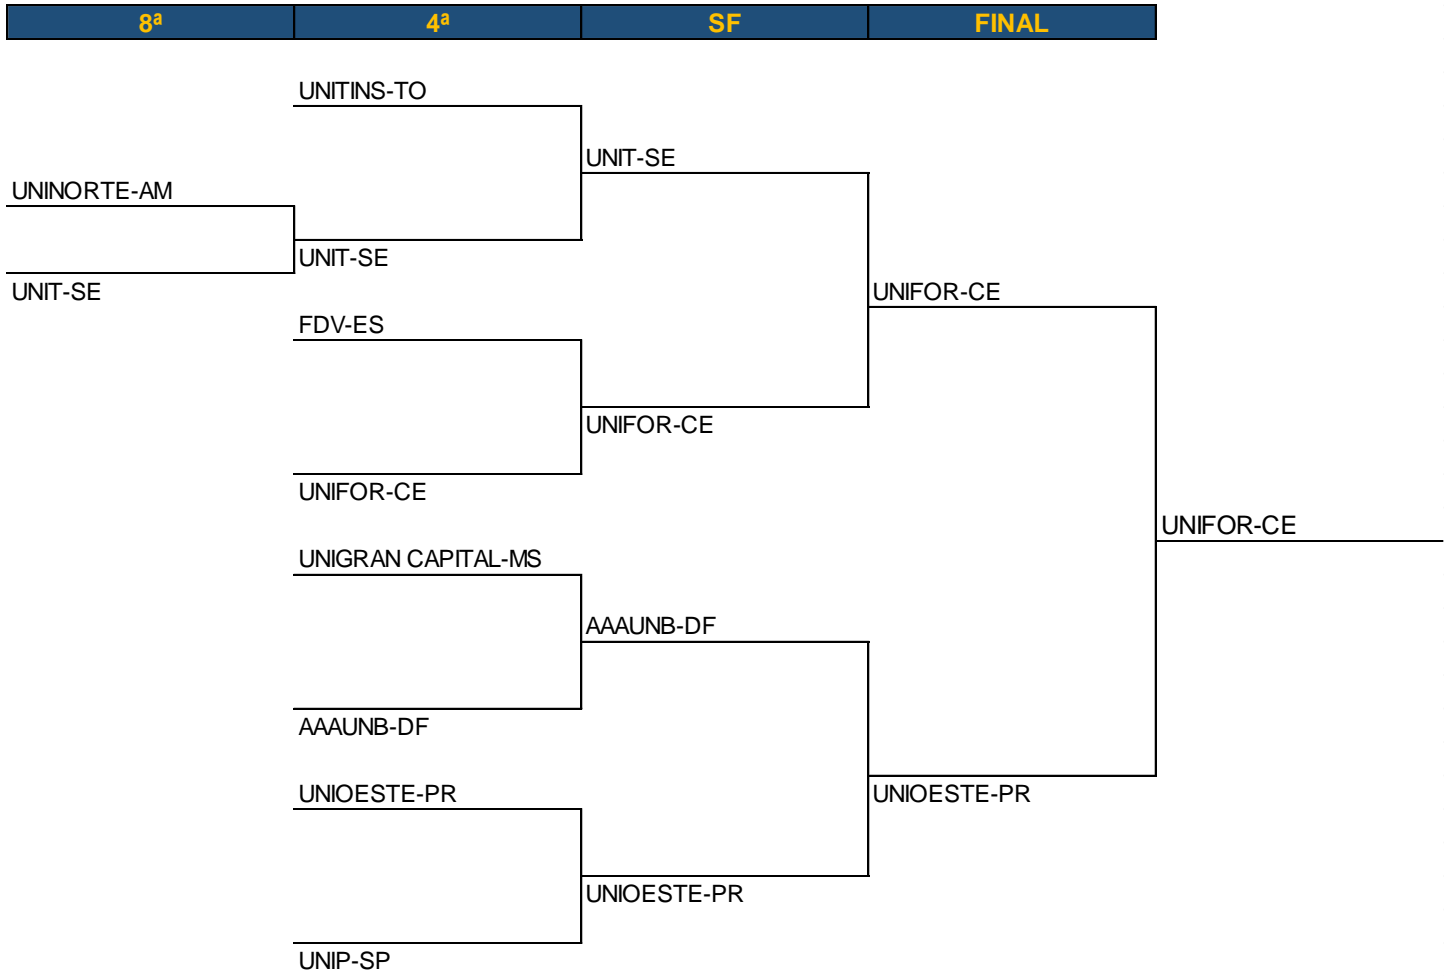 8ª 4ª SF FINAL
UNITINS-TO
UNIT-SE
UNINORTE-AM
UNIT-SE
UNIT-SE
UNIFOR-CE
FDV-ES
UNIFOR-CE
UNIFOR-CE
UNIFOR-CE
UNIGRAN CAPITAL-MS
AAAUNB-DF
AAAUNB-DF
UNIOESTE-PR
UNIOESTE-PR
UNIOESTE-PR
UNIP-SP